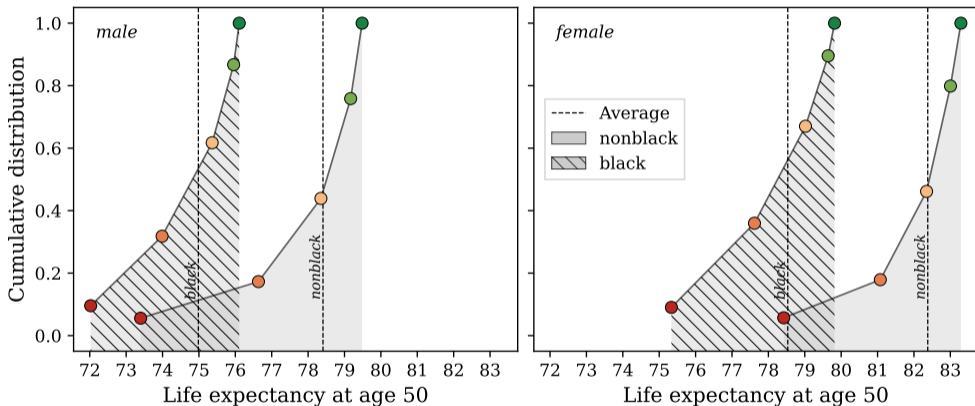 male
female
Cumulative distribution
1.0
0.8
0.6
0.4
0.2
0.0
black
nonblack
Average
nonblack
black
black
nonblack
72 73 74 75 76 77 78 79 80 81 82 83
72 73 74 75 76 77 78 79 80 81 82 83
Life expectancy at age 50
Life expectancy at age 50